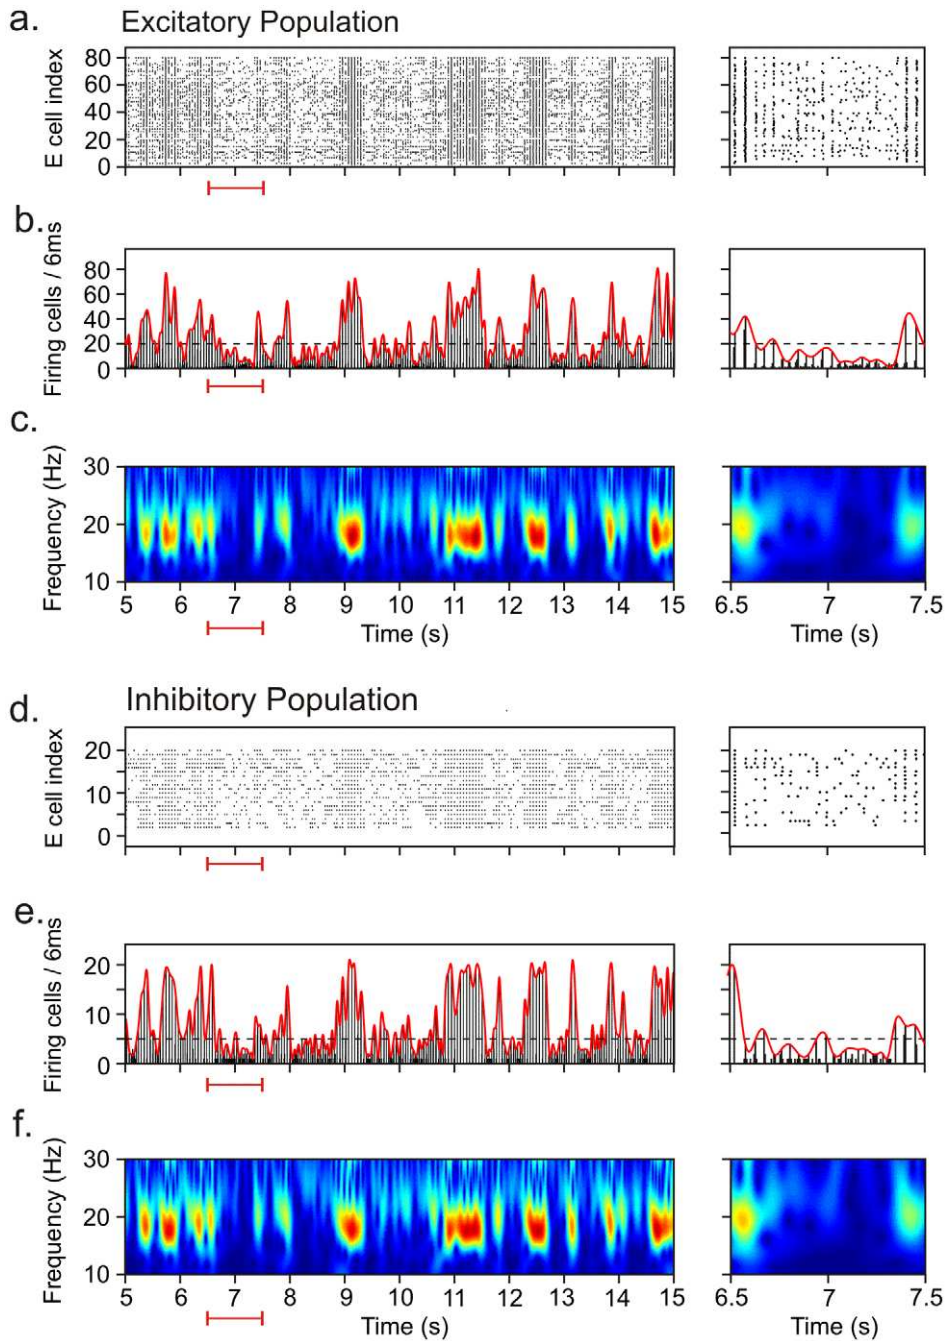 a. Excitatory Population
E cell index
80
60
40
20
0
b.
Firing cells / 6ms
80
60
40
20
0
c.
Frequency (Hz)
30
20
10
5 6 7 8 9 10 11 12 13 14 15
Time (s)
6.5 7 7.5
Time (s)
d. Inhibitory Population
E cell index
20
10
0
e.
Firing cells / 6ms
20
10
0
f.
Frequency (Hz)
30
20
10
5 6 7 8 9 10 11 12 13 14 15
Time (s)
6.5 7 7.5
Time (s)